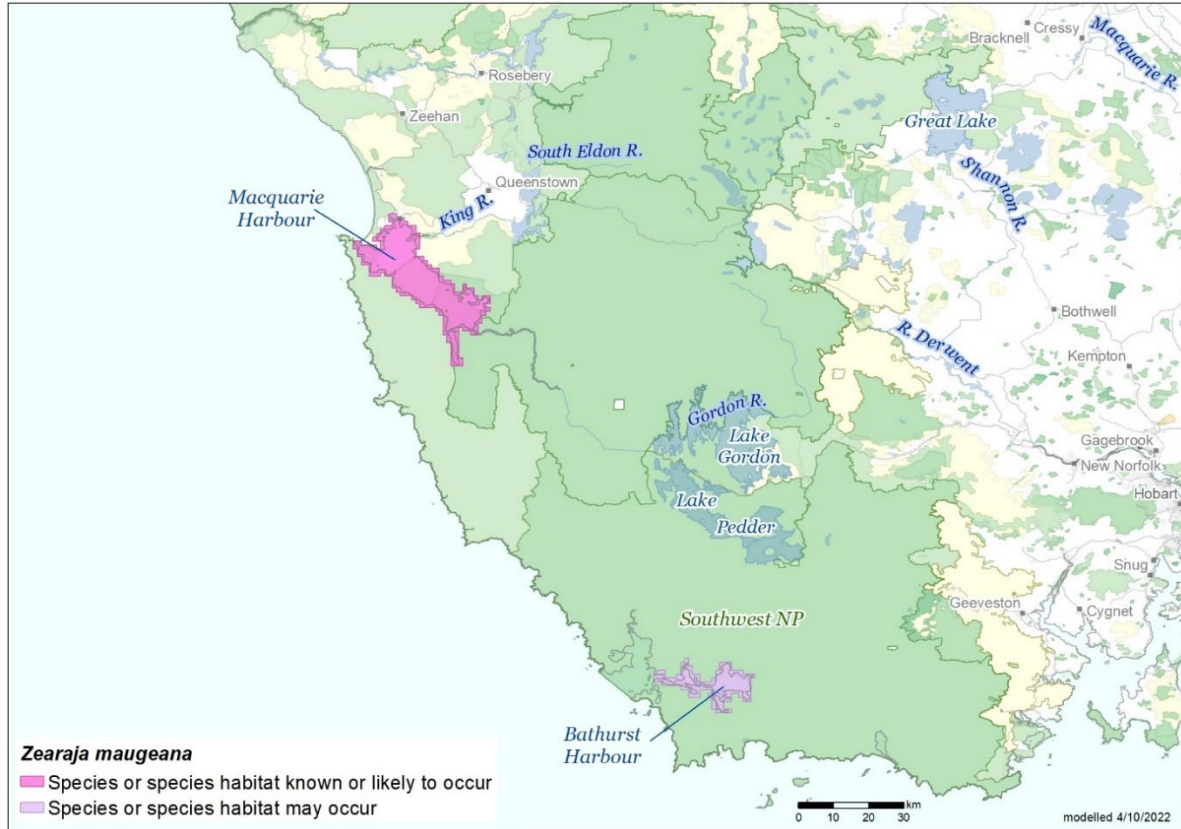 Bracknell
Cressy
Macquarie R.
Rosebery
Great Lake
Zeehan
South Eldon R.
Shannon R.
Queenstown
Macquarie
Harbour
King R.
Bothwell
R. Derwent
Kempton
Gordon R.
Lake
Gordon
Gagebrook
New Norfolk
Hobart
Lake
Pedder
Snug
Geeveston
Cygnet
Southwest NP
Bathurst
Harbour
Zearaja maugeana
Species or species habitat known or likely to occur
Species or species habitat may occur
0 5 10 20 30 km
modelled 4/10/2022